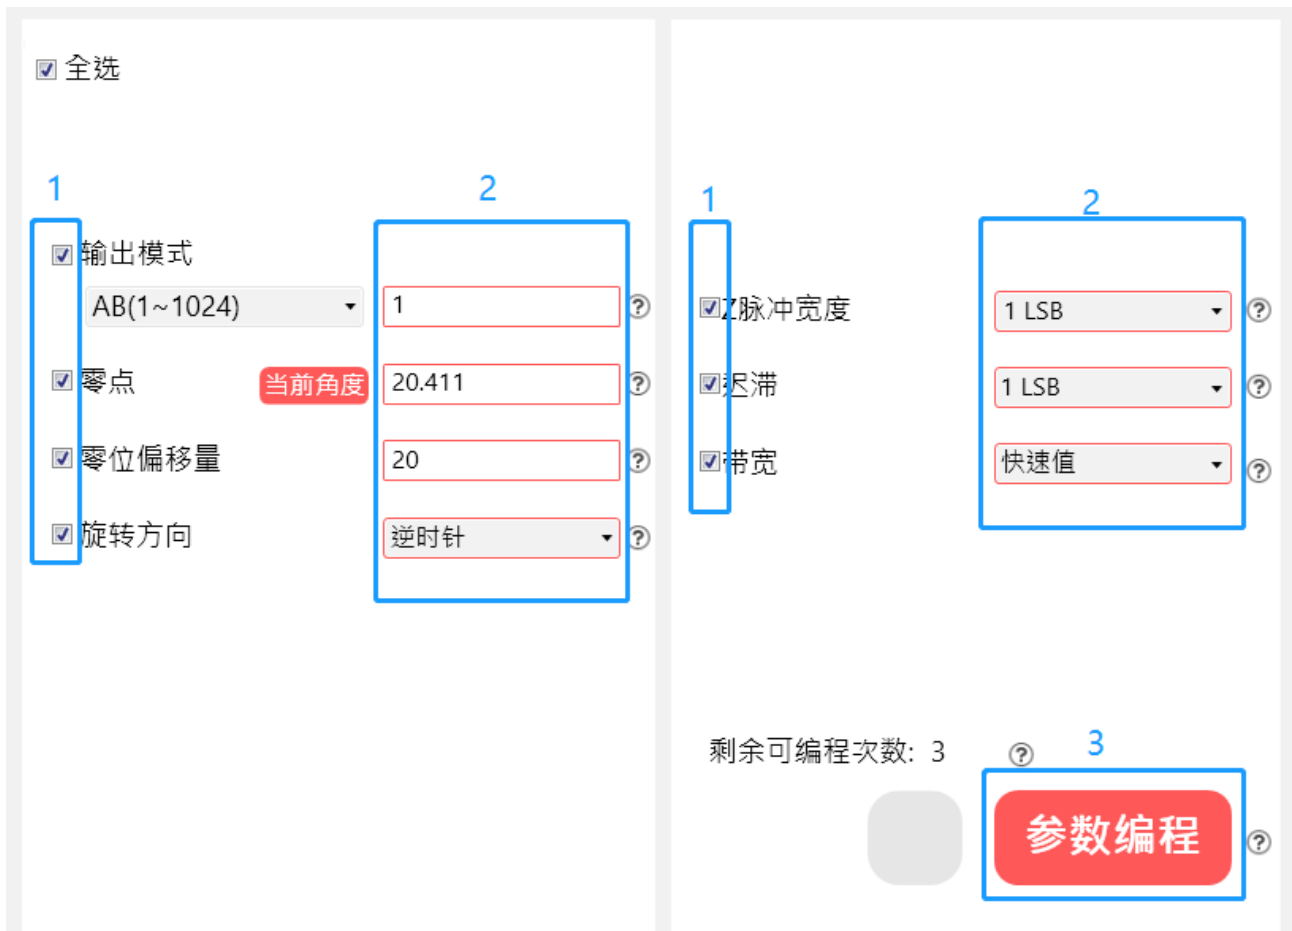 全选
1
2
输出模式
AB(1~1024)
1
零点
当前角度
20.411
零位偏移量
20
旋转方向
逆时针
1
2
Z脉冲宽度
1 LSB
迟滞
1 LSB
带宽
快速值
剩余可编程次数: 3
3
参数编程